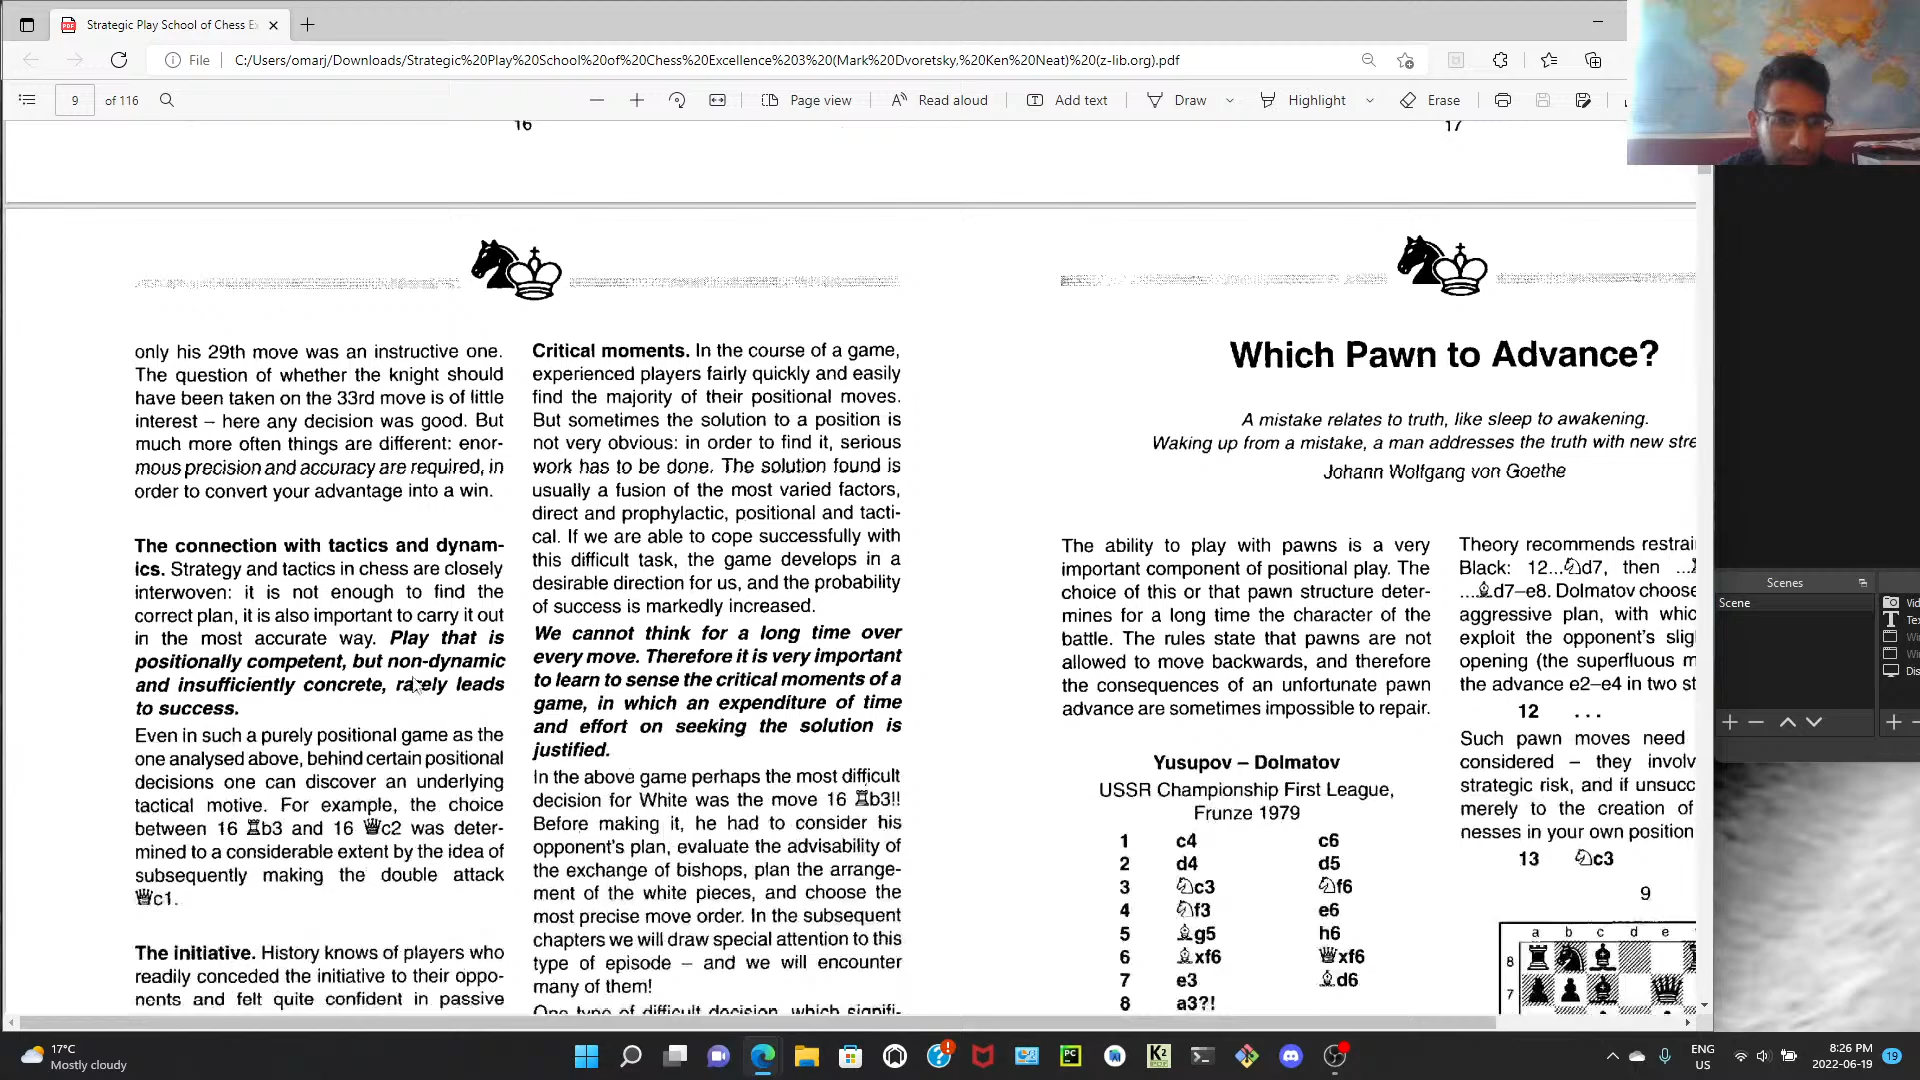 Strategic Play School of Chess Ex
File
C:/Users/omarj/Downloads/Strategic%20Play%20School%20of%20Chess%20Excellence%203%20(Mark%20Dvoretsky,%20Ken%20Neat)%20(z-lib.org).pdf
9 of 116
Page view
Read aloud
Add text
Draw
Highlight
Erase
16
17
only his 29th move was an instructive one.
The question of whether the knight should
have been taken on the 33rd move is of little
interest – here any decision was good. But
much more often things are different: enor-
mous precision and accuracy are required, in
order to convert your advantage into a win.
The connection with tactics and dynam-
ics. Strategy and tactics in chess are closely
interwoven: it is not enough to find the
correct plan, it is also important to carry it out
in the most accurate way. Play that is
positionally competent, but non-dynamic
and insufficiently concrete, rarely leads
to success.
Even in such a purely positional game as the
one analysed above, behind certain positional
decisions one can discover an underlying
tactical motive. For example, the choice
between 16 ♖b3 and 16 ♕c2 was deter-
mined to a considerable extent by the idea of
subsequently making the double attack
♕c1.
The initiative. History knows of players who
readily conceded the initiative to their oppo-
nents and felt quite confident in passive
Critical moments. In the course of a game,
experienced players fairly quickly and easily
find the majority of their positional moves.
But sometimes the solution to a position is
not very obvious: in order to find it, serious
work has to be done. The solution found is
usually a fusion of the most varied factors,
direct and prophylactic, positional and tacti-
cal. If we are able to cope successfully with
this difficult task, the game develops in a
desirable direction for us, and the probability
of success is markedly increased.
We cannot think for a long time over
every move. Therefore it is very important
to learn to sense the critical moments of a
game, in which an expenditure of time
and effort on seeking the solution is
justified.
In the above game perhaps the most difficult
decision for White was the move 16 ♖b3!!
Before making it, he had to consider his
opponent's plan, evaluate the advisability of
the exchange of bishops, plan the arrange-
ment of the white pieces, and choose the
most precise move order. In the subsequent
chapters we will draw special attention to this
type of episode – and we will encounter
many of them!
One type of difficult decision, which signifi-
Which Pawn to Advance?
A mistake relates to truth, like sleep to awakening.
Waking up from a mistake, a man addresses the truth with new stre
Johann Wolfgang von Goethe
The ability to play with pawns is a very
important component of positional play. The
choice of this or that pawn structure deter-
mines for a long time the character of the
battle. The rules state that pawns are not
allowed to move backwards, and therefore
the consequences of an unfortunate pawn
advance are sometimes impossible to repair.
Yusupov – Dolmatov
USSR Championship First League,
Frunze 1979
1 c4 c6
2 d4 d5
3 ♘c3 ♘f6
4 ♘f3 e6
5 ♗g5 h6
6 ♗xf6 ♕xf6
7 e3 ♗d6
8 a3?!
Theory recommends restrai
Black: 12...♘d7, then ...
...♗d7–e8. Dolmatov choose
aggressive plan, with whic
exploit the opponent's slig
opening (the superfluous m
the advance e2–e4 in two st
12 ...
Such pawn moves need
considered – they involv
strategic risk, and if unsucc
merely to the creation of
nesses in your own position
13 ♘c3
9
a b c d e
8
7
Scenes
Scene
Vid
Tex
Wi
Wi
Dis
17°C
Mostly cloudy
ENG
US
8:26 PM
2022-06-19
19